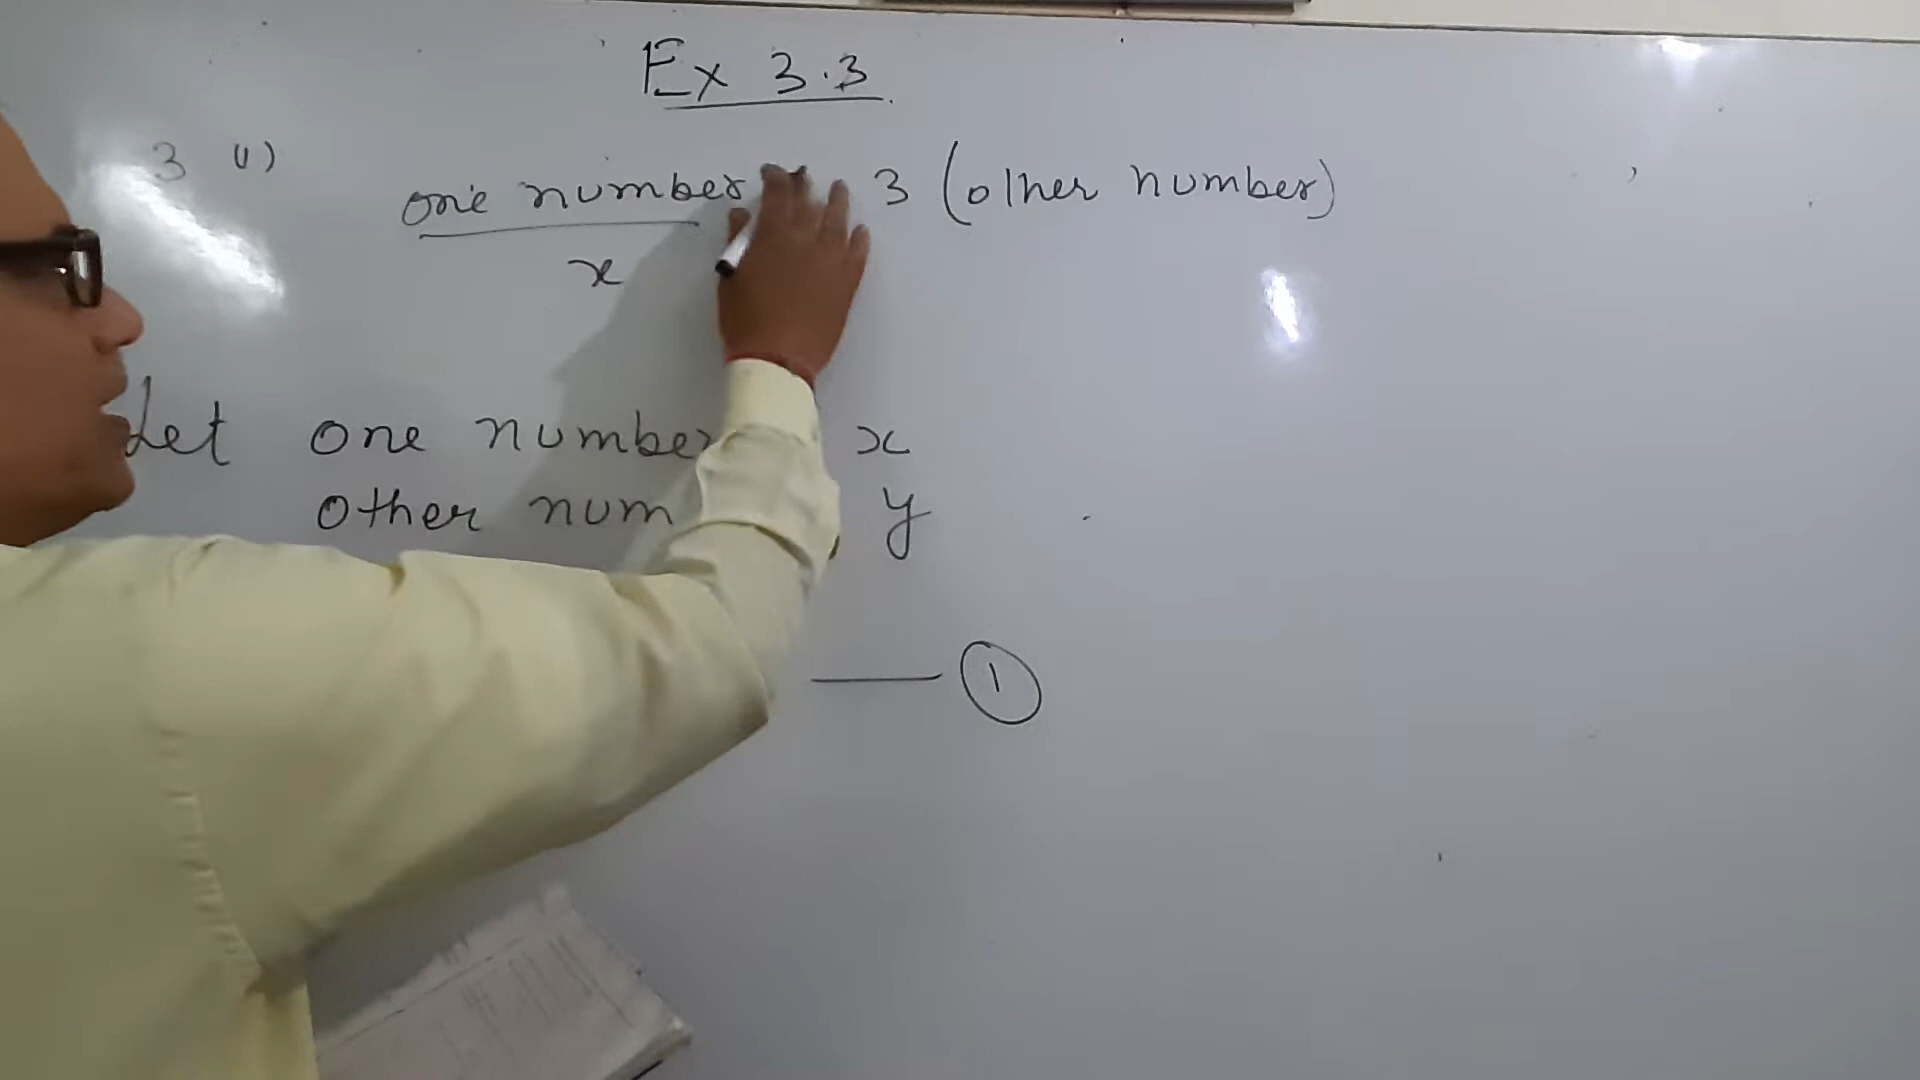 Ex 3.3
3 (i)
one number 3 (other number)
x
Let one number x
other num y
1